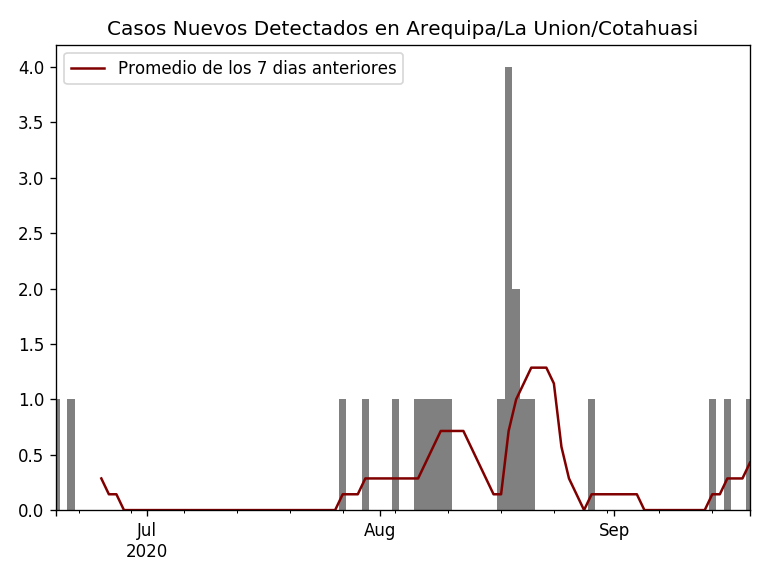 Casos Nuevos Detectados en Arequipa/La Union/Cotahuasi
Promedio de los 7 dias anteriores
4.0
3.5
3.0
2.5
2.0
1.5
1.0
0.5
0.0
Jul
2020
Aug
Sep